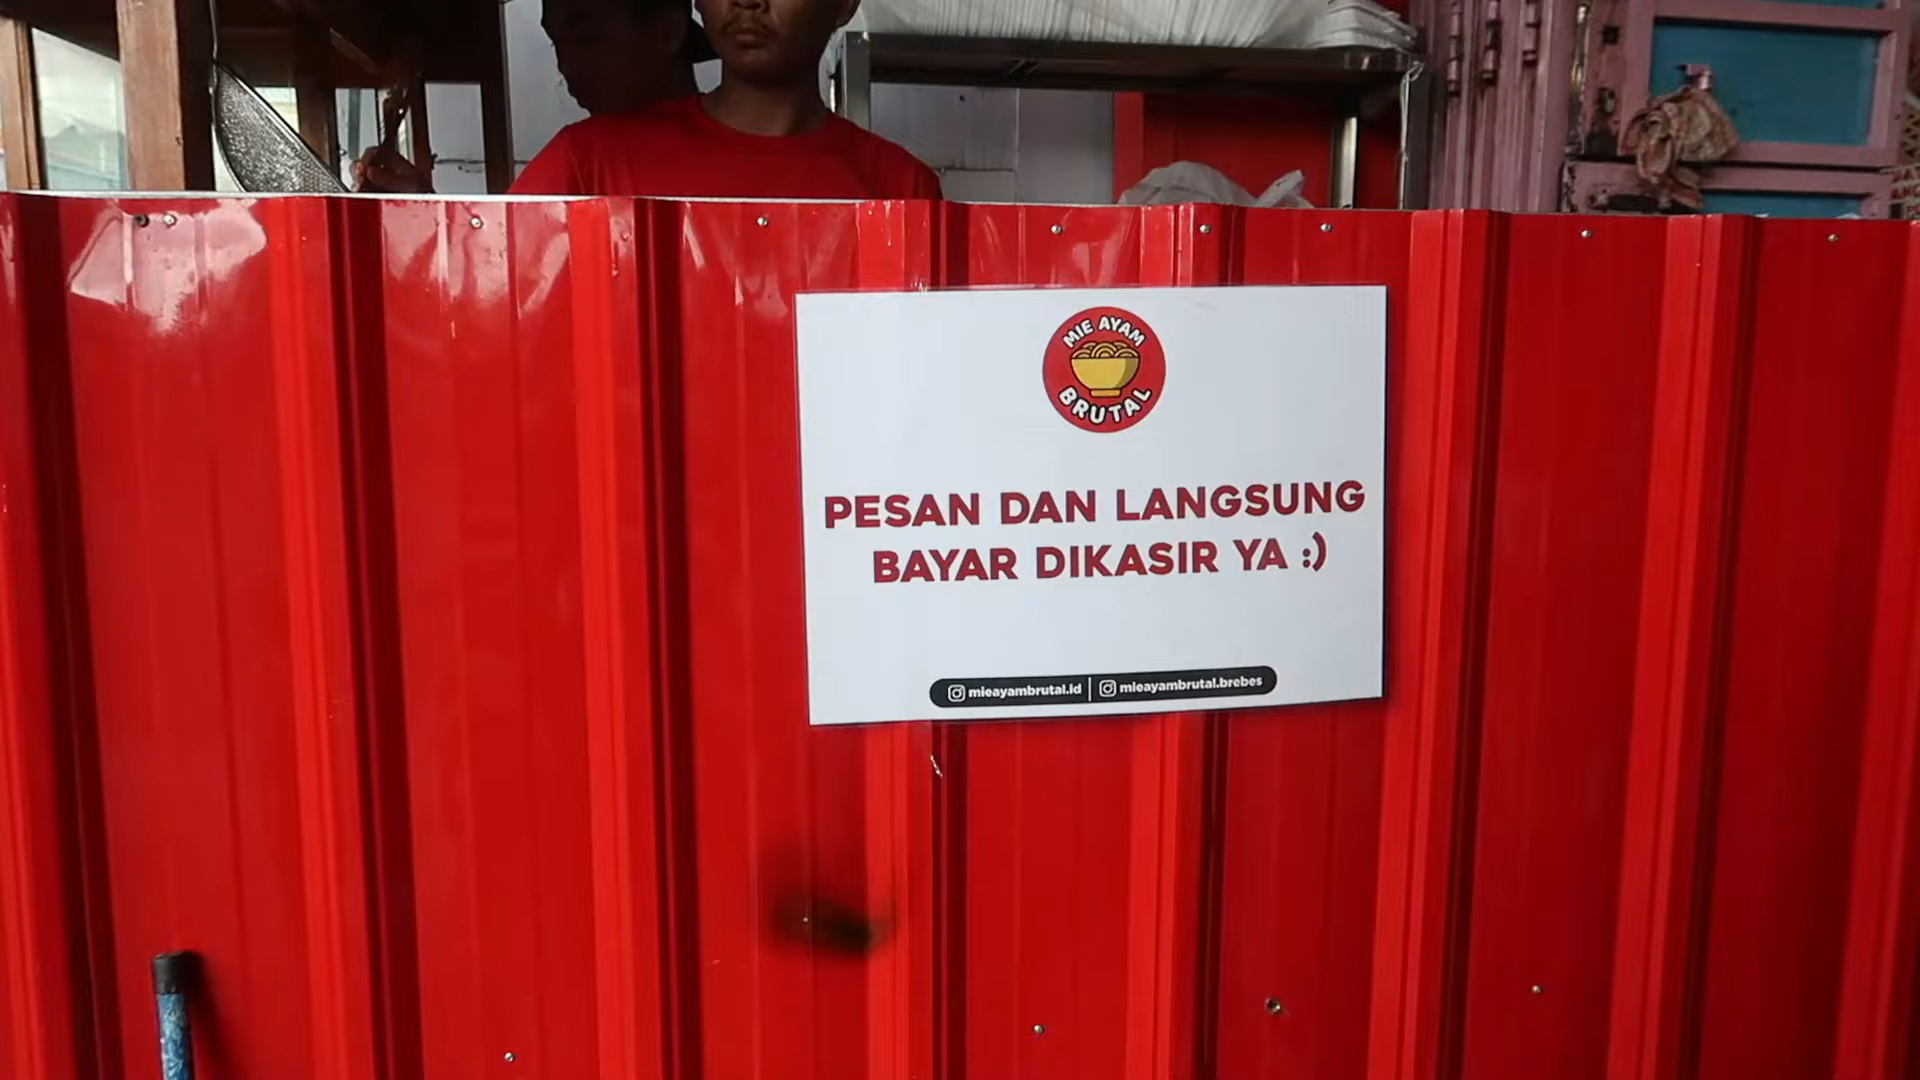 MIE AYAM
BRUTAL
PESAN DAN LANGSUNG
BAYAR DIKASIR YA :)
mieayambrutal.id | mieayambrutal.brebes